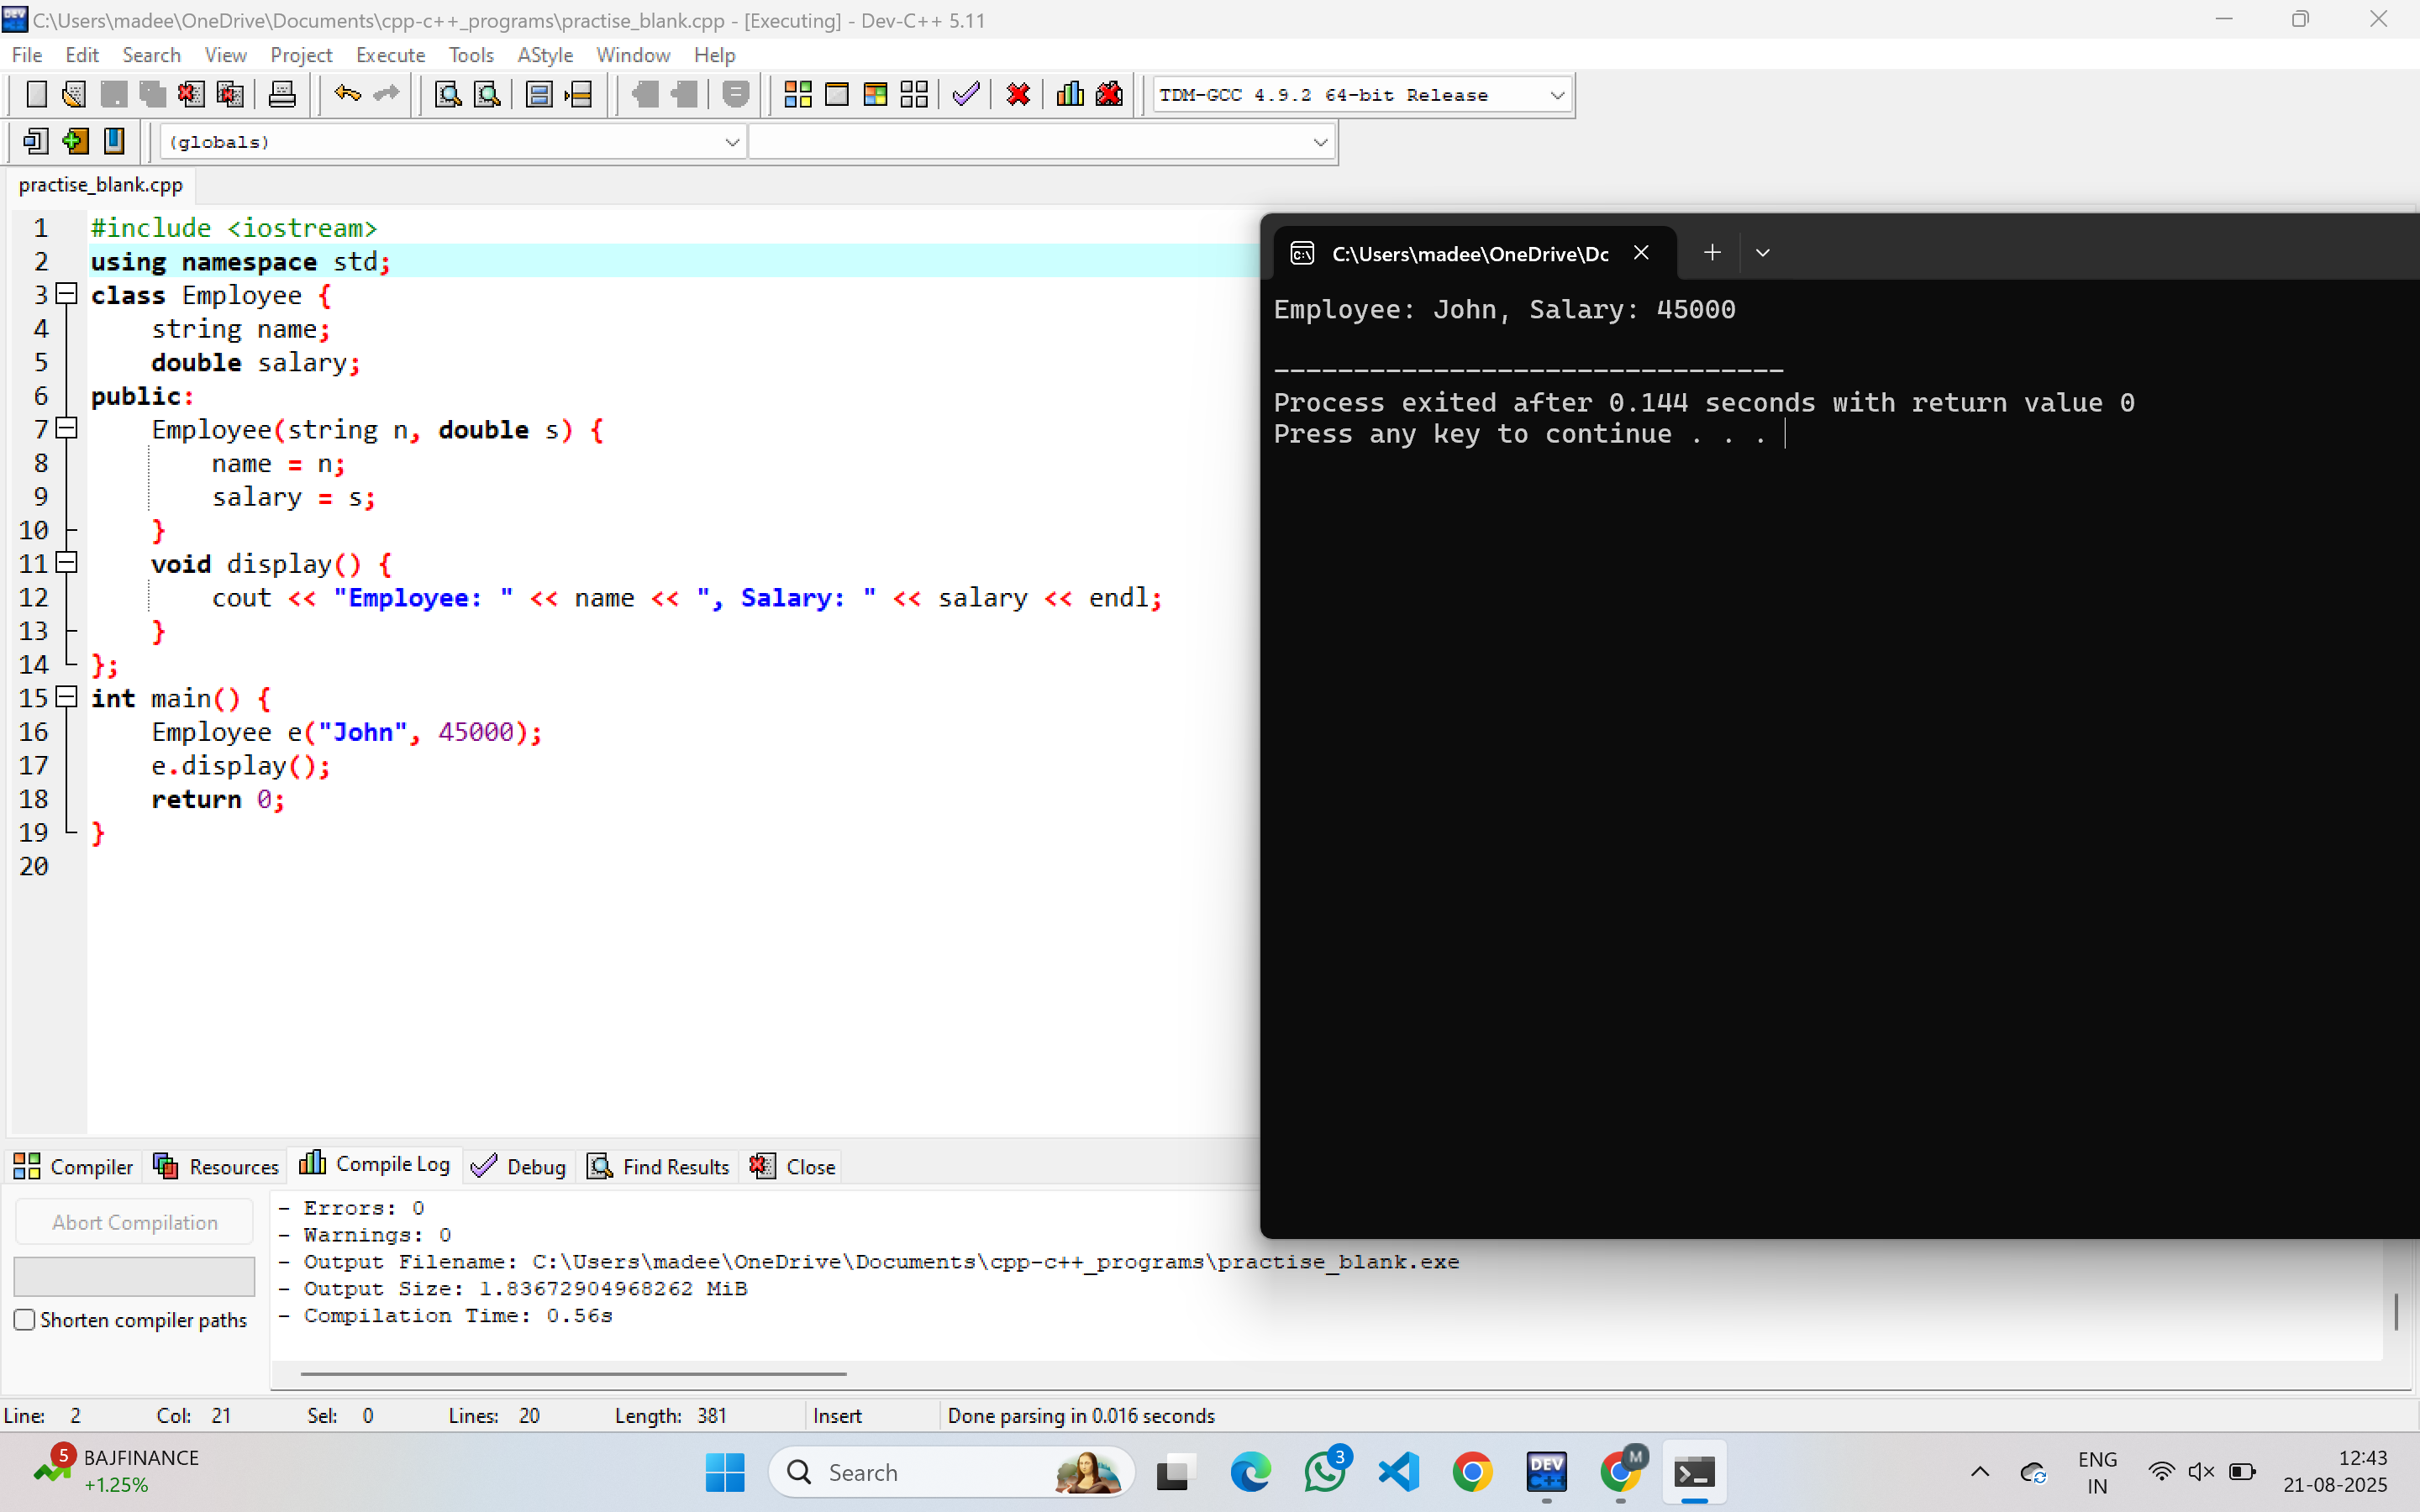 C:\Users\madee\OneDrive\Documents\cpp-c++_programs\practise_blank.cpp - [Executing] - Dev-C++ 5.11
File Edit Search View Project Execute Tools AStyle Window Help
TDM-GCC 4.9.2 64-bit Release
(globals)
practise_blank.cpp
1 #include <iostream>
2 using namespace std;
3 class Employee {
4     string name;
5     double salary;
6 public:
7     Employee(string n, double s) {
8         name = n;
9         salary = s;
10     }
11     void display() {
12         cout << "Employee: " << name << ", Salary: " << salary << endl;
13     }
14 };
15 int main() {
16     Employee e("John", 45000);
17     e.display();
18     return 0;
19 }
20
C:\Users\madee\OneDrive\Dc
Employee: John, Salary: 45000
--------------------------------
Process exited after 0.144 seconds with return value 0
Press any key to continue . . .
Compiler Resources Compile Log Debug Find Results Close
Abort Compilation
Shorten compiler paths
- Errors: 0
- Warnings: 0
- Output Filename: C:\Users\madee\OneDrive\Documents\cpp-c++_programs\practise_blank.exe
- Output Size: 1.83672904968262 MiB
- Compilation Time: 0.56s
Line: 2 Col: 21 Sel: 0 Lines: 20 Length: 381 Insert Done parsing in 0.016 seconds
5
BAJFINANCE
+1.25%
Search
3
DEV
C++
M
ENG
IN
12:43
21-08-2025